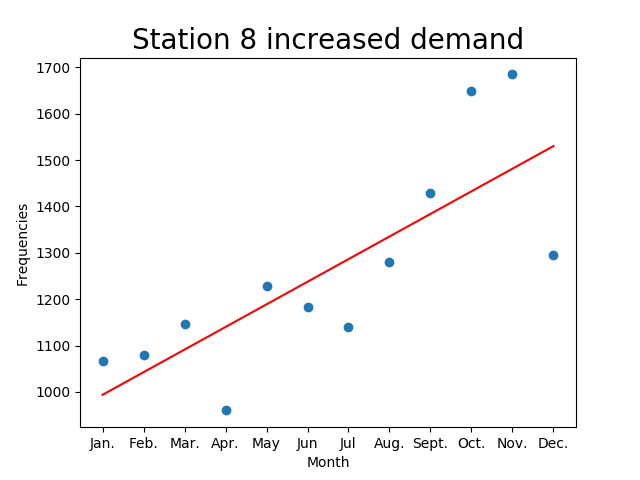 Station 8 increased demand
1700
1600
1500
1400
1300
1200
1100
1000
Frequencies
Jan. Feb. Mar. Apr. May Jun Jul Aug. Sept. Oct. Nov. Dec.
Month